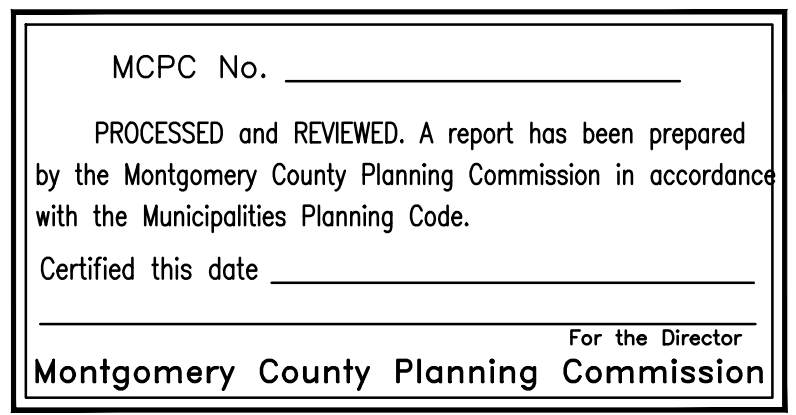 MCPC No.
PROCESSED and REVIEWED. A report has been prepared
by the Montgomery County Planning Commission in accordance
with the Municipalities Planning Code.
Certified this date
For the Director
Montgomery County Planning Commission